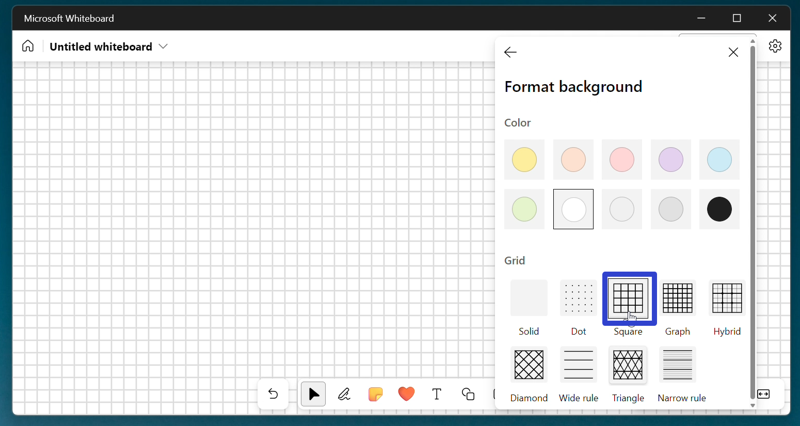 Microsoft Whiteboard
Untitled whiteboard
Format background
Color
Grid
Solid Dot Square Graph Hybrid
Diamond Wide rule Triangle Narrow rule